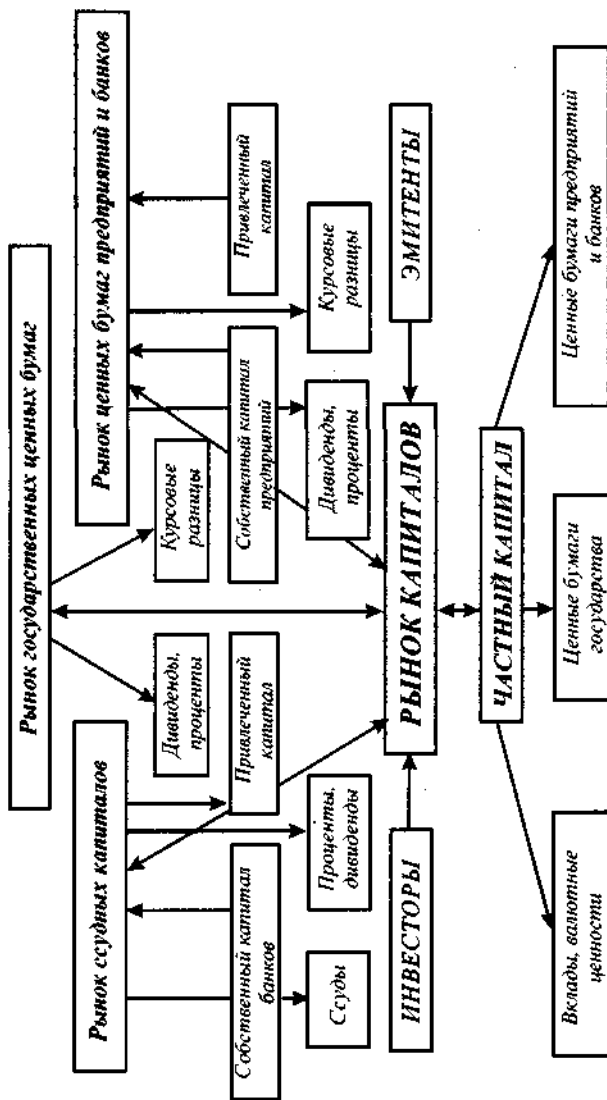 Рынок государственных ценных бумаг
Рынок ссудных капиталов
Рынок ценных бумаг предприятий и банков
Дивиденды,
проценты
Курсовые
разницы
Собственный капитал
банков
Привлеченный
капитал
Собственный капитал
предприятий
Привлеченный
капитал
Ссуды
Проценты,
дивиденды
Дивиденды,
проценты
Курсовые
разницы
ИНВЕСТОРЫ
РЫНОК КАПИТАЛОВ
ЭМИТЕНТЫ
ЧАСТНЫЙ КАПИТАЛ
Вклады, валютные
ценности
Ценные бумаги
государства
Ценные бумаги предприятий
и банков